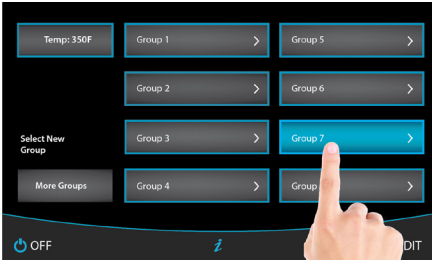 Temp: 350F
Group 1
Group 5
Group 2
Group 6
Select New
Group
Group 3
Group 7
More Groups
Group 4
Group
OFF
i
DIT